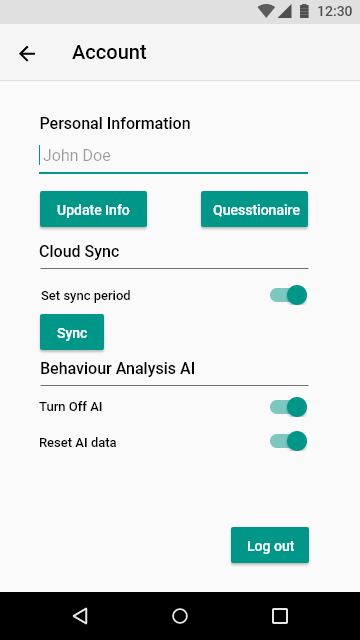 12:30
Account
Personal Information
John Doe
Update Info
Quesstionaire
Cloud Sync
Set sync period
Sync
Behaviour Analysis AI
Turn Off AI
Reset AI data
Log out